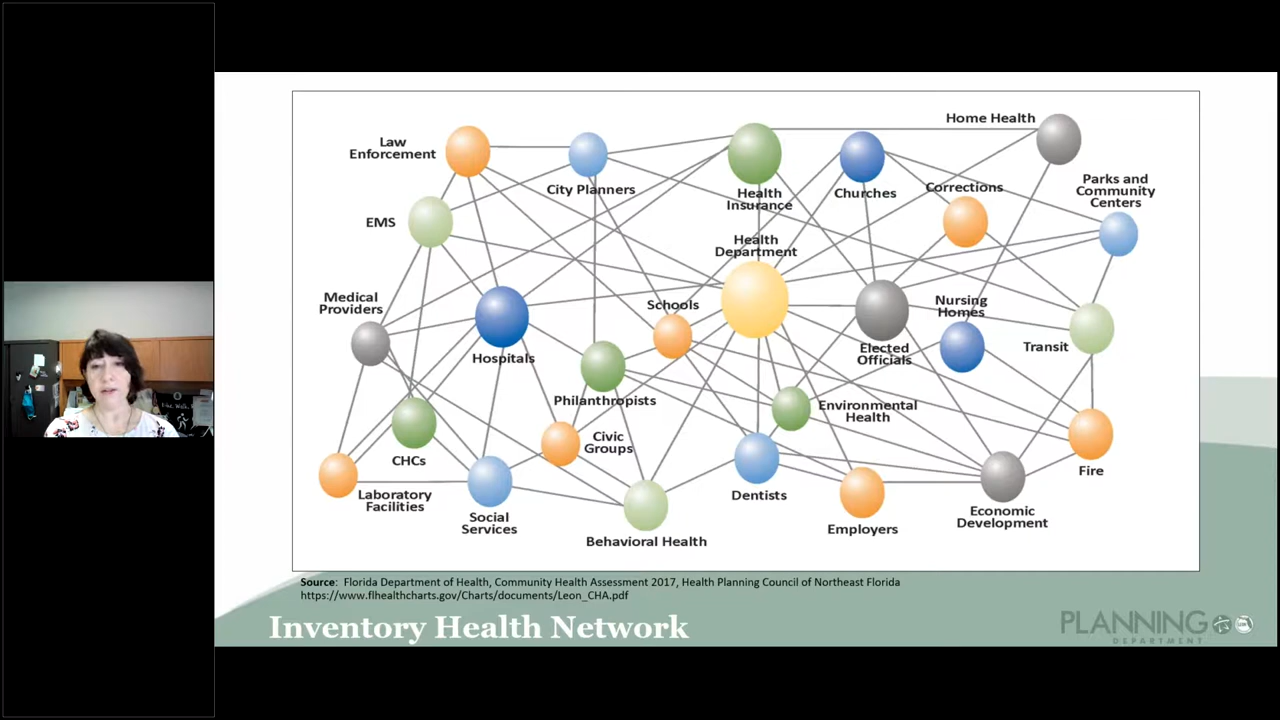 Home Health
Law
Enforcement
City Planners
Health
Insurance
Churches
Corrections
Parks and
Community
Centers
EMS
Health
Department
Medical
Providers
Schools
Nursing
Homes
Hospitals
Elected
Officials
Transit
Philanthropists
Environmental
Health
Civic
Groups
CHCs
Fire
Laboratory
Facilities
Social
Services
Dentists
Economic
Development
Employers
Behavioral Health
Source: Florida Department of Health, Community Health Assessment 2017, Health Planning Council of Northeast Florida
https://www.flhealthcharts.gov/Charts/documents/Leon_CHA.pdf
Inventory Health Network
PLANNING
DEPARTMENT